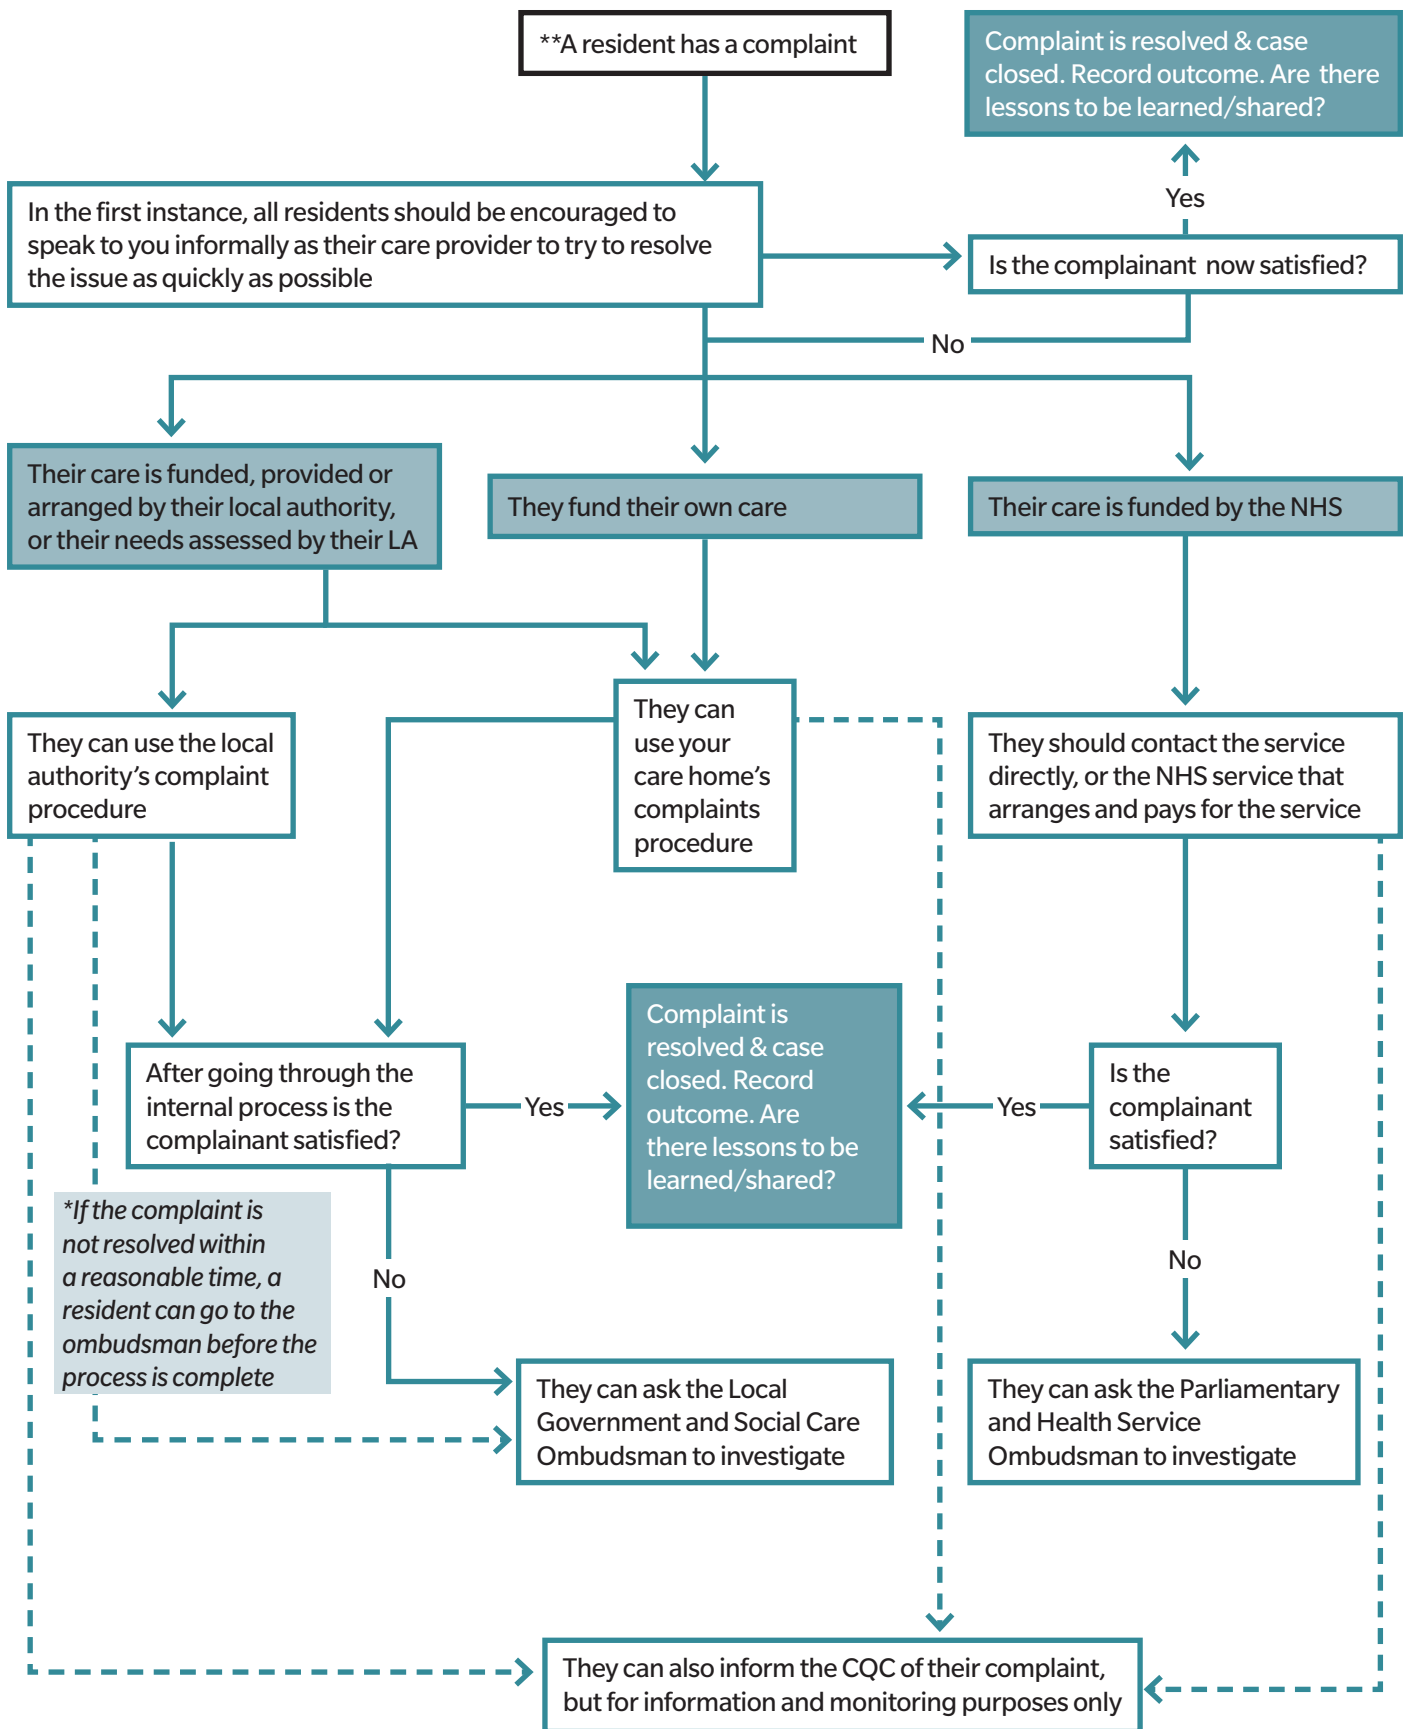 **A resident has a complaint
Complaint is resolved & case
closed. Record outcome. Are there
lessons to be learned/shared?
Yes
In the first instance, all residents should be encouraged to
speak to you informally as their care provider to try to resolve
the issue as quickly as possible
Is the complainant now satisfied?
No
Their care is funded, provided or
arranged by their local authority,
or their needs assessed by their LA
They fund their own care
Their care is funded by the NHS
They can use the local
authority’s complaint
procedure
They can
use your
care home’s
complaints
procedure
They should contact the service
directly, or the NHS service that
arranges and pays for the service
After going through the
internal process is the
complainant satisfied?
Yes
Complaint is
resolved & case
closed. Record
outcome. Are
there lessons to be
learned/shared?
Yes
Is the
complainant
satisfied?
*If the complaint is
not resolved within
a reasonable time, a
resident can go to the
ombudsman before the
process is complete
No
No
They can ask the Local
Government and Social Care
Ombudsman to investigate
They can ask the Parliamentary
and Health Service
Ombudsman to investigate
They can also inform the CQC of their complaint,
but for information and monitoring purposes only